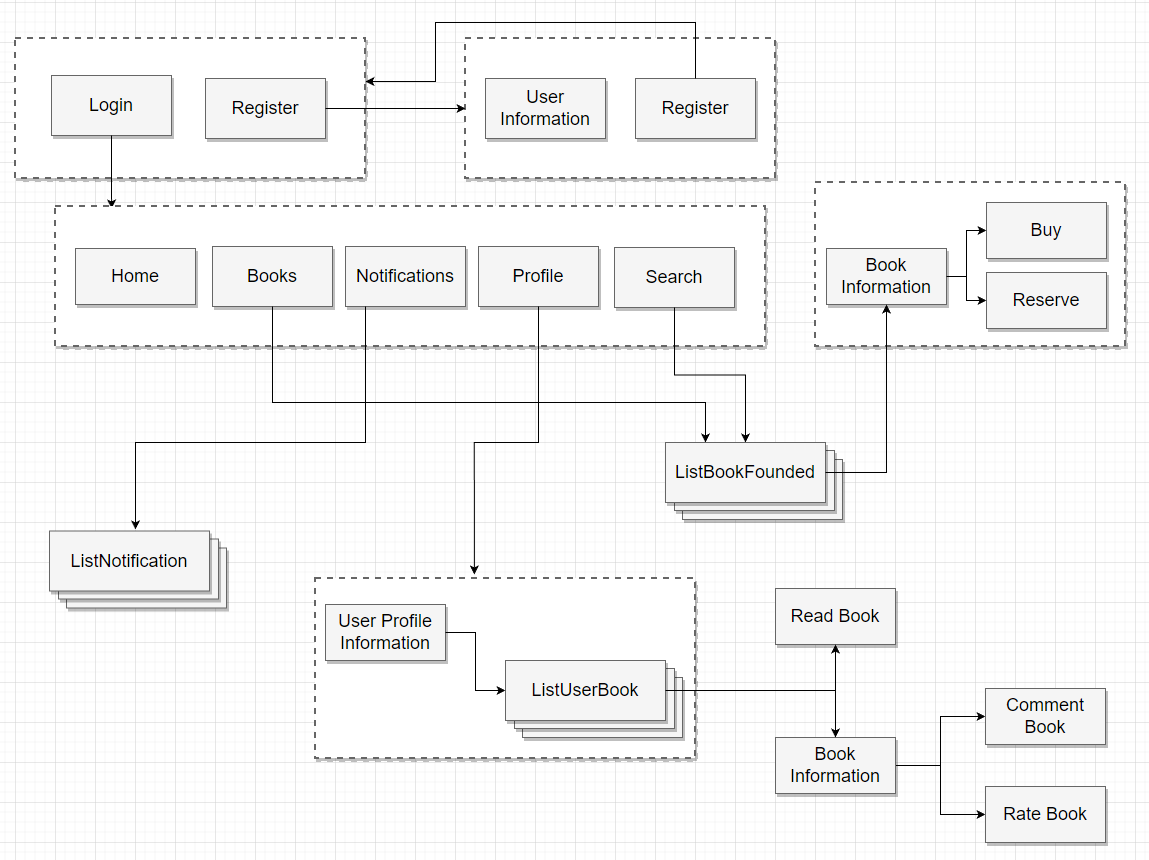 Login
Register
User
Information
Register
Home
Books
Notifications
Profile
Search
Book
Information
Buy
Reserve
ListBookFounded
ListNotification
User Profile
Information
ListUserBook
Read Book
Book
Information
Comment
Book
Rate Book